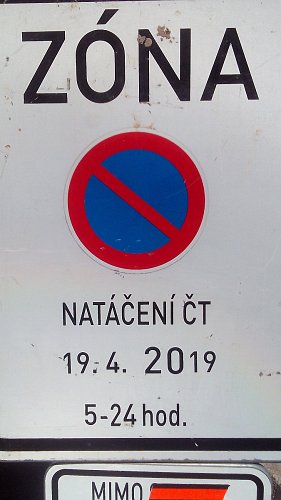 ZÓNA
NATÁČENÍ ČT
19. 4. 2019
5-24 hod.
MIMO